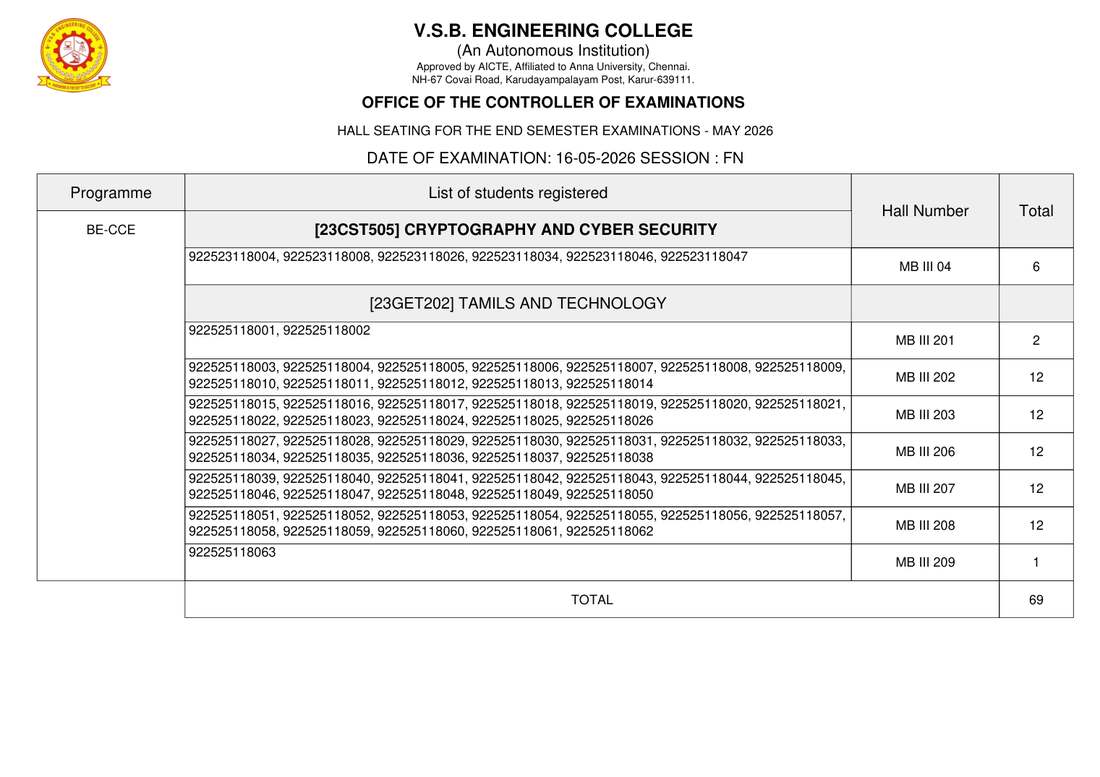 V.S.B. ENGINEERING COLLEGE
(An Autonomous Institution)
Approved by AICTE, Affiliated to Anna University, Chennai.
NH-67 Covai Road, Karudayampalayam Post, Karur-639111.
OFFICE OF THE CONTROLLER OF EXAMINATIONS
HALL SEATING FOR THE END SEMESTER EXAMINATIONS - MAY 2026
DATE OF EXAMINATION: 16-05-2026 SESSION : FN
Programme
List of students registered
Hall Number
Total
BE-CCE
[23CST505] CRYPTOGRAPHY AND CYBER SECURITY
922523118004, 922523118008, 922523118026, 922523118034, 922523118046, 922523118047
MB III 04
6
[23GET202] TAMILS AND TECHNOLOGY
922525118001, 922525118002
MB III 201
2
922525118003, 922525118004, 922525118005, 922525118006, 922525118007, 922525118008, 922525118009,
922525118010, 922525118011, 922525118012, 922525118013, 922525118014
MB III 202
12
922525118015, 922525118016, 922525118017, 922525118018, 922525118019, 922525118020, 922525118021,
922525118022, 922525118023, 922525118024, 922525118025, 922525118026
MB III 203
12
922525118027, 922525118028, 922525118029, 922525118030, 922525118031, 922525118032, 922525118033,
922525118034, 922525118035, 922525118036, 922525118037, 922525118038
MB III 206
12
922525118039, 922525118040, 922525118041, 922525118042, 922525118043, 922525118044, 922525118045,
922525118046, 922525118047, 922525118048, 922525118049, 922525118050
MB III 207
12
922525118051, 922525118052, 922525118053, 922525118054, 922525118055, 922525118056, 922525118057,
922525118058, 922525118059, 922525118060, 922525118061, 922525118062
MB III 208
12
922525118063
MB III 209
1
TOTAL
69